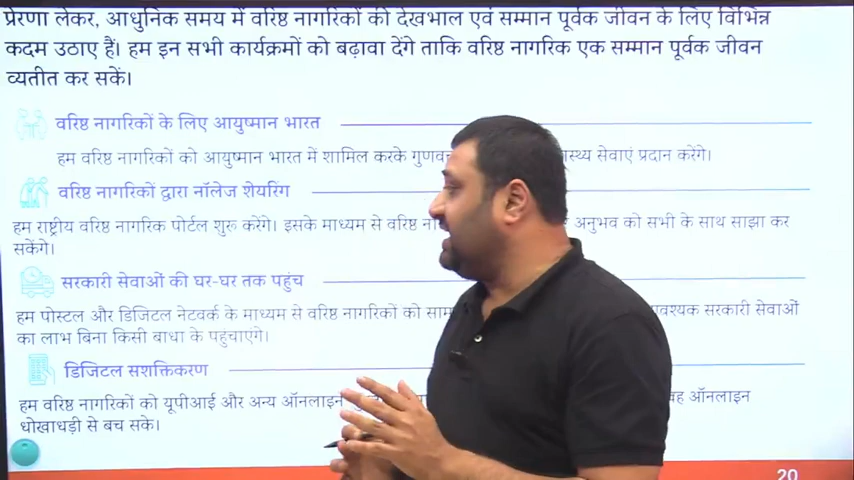 प्रेरणा लेकर, आधुनिक समय में वरिष्ठ नागरिकों की देखभाल एवं सम्मान पूर्वक जीवन के लिए विभिन्न
कदम उठाए हैं। हम इन सभी कार्यक्रमों को बढ़ावा देंगे ताकि वरिष्ठ नागरिक एक सम्मान पूर्वक जीवन
व्यतीत कर सकें।
वरिष्ठ नागरिकों के लिए आयुष्मान भारत
हम वरिष्ठ नागरिकों को आयुष्मान भारत में शामिल करके सेवाएं प्रदान करेंगे।
वरिष्ठ नागरिकों द्वारा नॉलेज शेयरिंग
हम राष्ट्रीय वरिष्ठ नागरिक पोर्टल शुरू करेंगे। इसके माध्यम से वरिष्ठ अनुभव को सभी के साथ साझा कर
सकेंगे।
सरकारी सेवाओं की घर-घर तक पहुंच
हम पोस्टल और डिजिटल नेटवर्क के माध्यम से वरिष्ठ नागरिकों को सरकारी सेवाओं
का लाभ बिना किसी बाधा के पहुचाएंगे।
डिजिटल सशक्तिकरण
हम वरिष्ठ नागरिकों को यूपीआई और अन्य ऑनलाइन ऑनलाइन
धोखाधड़ी से बच सके।
20